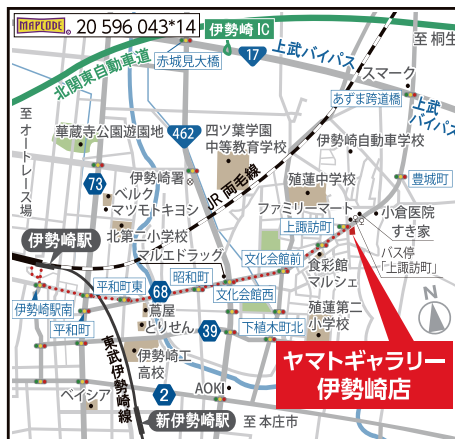 MAPCODE 20 596 043*14
伊勢崎 IC
上武バイパス
至 桐生
北関東自動車道
赤城見大橋
17
スマーク
あずま跨道橋
上武バイパス
至 オートレース場
華蔵寺公園遊園地
462
四ツ葉学園
中等教育学校
伊勢崎自動車学校
伊勢崎署
JR 両毛線
豊城町
73
ベルク
マツモトキヨシ
殖蓮中学校
北第二小学校
ファミリーマート
小倉医院
上諏訪町
すき家
伊勢崎駅
マルエドラッグ
文化会館前
バス停
「上諏訪町」
昭和町
食彩館
マルシェ
平和町東
68
文化会館西
伊勢崎駅南
蔦屋
とりせん
殖蓮第二
小学校
平和町
39
下植木町北
東武伊勢崎線
伊勢崎工
高校
ヤマトギャラリー
伊勢崎店
N
2
AOKI
ベイシア
新伊勢崎駅
至 本庄市